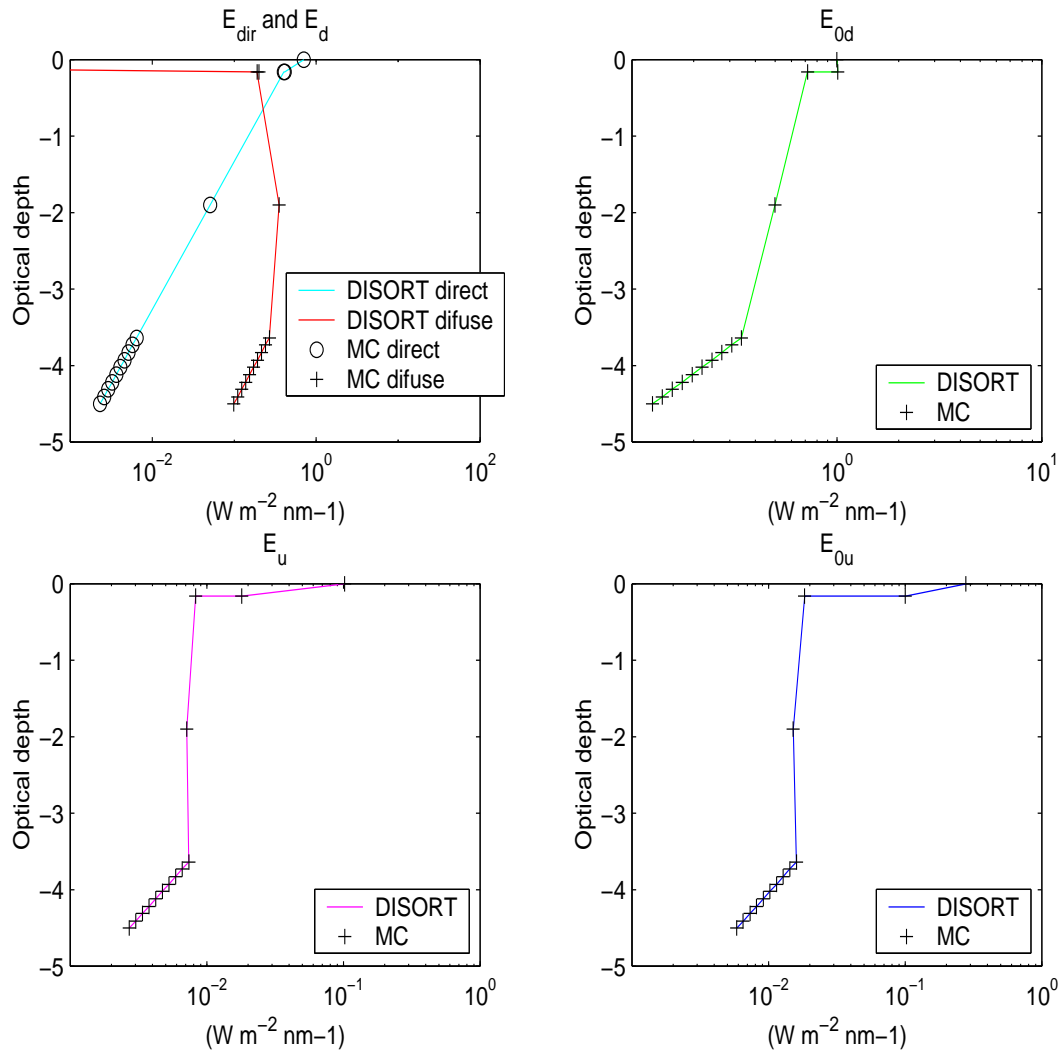 E_dir and E_d
0
−1
−2
−3
−4
−5
Optical depth
DISORT direct
DISORT difuse
MC direct
MC difuse
10^−2
10^0
10^2
(W m^−2 nm−1)
E_0d
0
−1
−2
−3
−4
−5
Optical depth
DISORT
MC
10^0
10^1
(W m^−2 nm−1)
E_u
0
−1
−2
−3
−4
−5
Optical depth
DISORT
MC
10^−2
10^−1
10^0
(W m^−2 nm−1)
E_0u
0
−1
−2
−3
−4
−5
Optical depth
DISORT
MC
10^−2
10^−1
10^0
(W m^−2 nm−1)